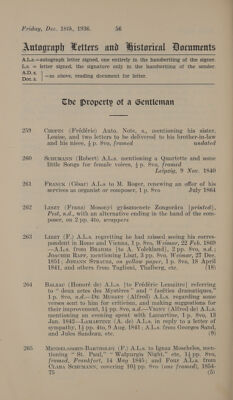 Friday, Dec. 18th, 1936. 56
Autograph Letters and Historical Documents
A.L.s.=autograph letter signed, one entirely in the handwriting of the signer.
L.s = letter signed, the signature only in the handwriting of the sender.
A.D.s.
Doc.s } =as above, reading document for letter.
The Property of a Gentleman
259 CHOPIN (Frédéric) Auto. Note, s., mentioning his sister,
Louise, and two letters to be delivered to his brother-in-law
and his niece, ½ p. 8vo, framed undated
260 SCHUMANN (Robert) A.L.s. mentioning a Quartette and some
little Songs for female voices, ½ p. 8vo, framed
Leipzig, 9 Nov. 1840
261 FRANCK (César) A.L.s to M. Roger, renewing an offer of his
services as organist or composer, 1 p. 8vo July 1864
262 LISZT (Franz) Mosonyi gyászmenete Zongorára [printed],
Pest, n.d., with an alternative ending in the hand of the com-
poser, on 2 pp. 4to, wrappers
263 LISZT (F.) A.L.s. regretting he had missed seeing his corres-
pondent in Rome and Vienna, 1 p. 8vo, Weimar, 22 Feb. 1869
—A.L.s. from BRAHMS [to A. Volckland], 2 pp. 8vo, n.d.;
JOACHIM RAFF, mentioning Liszt, 3 pp. 8vo, Weimar, 27 Dec.
1851; JOHANN STRAUSS, on yellow paper, 1 p. 8vo, 18 April
1841, and others from Taglioni, Thalberg, etc. (18)
264 BALZAC (Honoré de) A.L.s. [to Frédéric Lemaître] referring
to " deux actes des Mystères " and " facéties dramatiques,"
1 p. 8vo, n.d.—DE MUSSET (Alfred) A.L.s. regarding some
verses sent to him for criticism, and making suggestions for
their improvement, 1½ pp. 8vo, n.d.—VIGNY (Alfred de) A.L.s.
mentioning an evening spent with Lamartine, 1 p. 8vo, 13
Jan. 1845—LAMARTINE (A. de) A.L.s. in reply to a letter of
sympathy, 1½ pp. 4to, 9 Aug. 1841; A.L.s. from Georges Sand,
and Jules Sandeau, etc. (9)
265 MENDELSSOHN-BARTHOLDY (F.) A.L.s. to Ignaz Moscheles, men-
tioning " St. Paul," " Walpurgis Night," etc, 1½ pp. 8vo,
framed, Frankfort, 14 May 1845; and Four A.L.s. from
CLARA SCHUMANN, covering 10½ pp. 8vo (one framed), 1854-
75 (5)